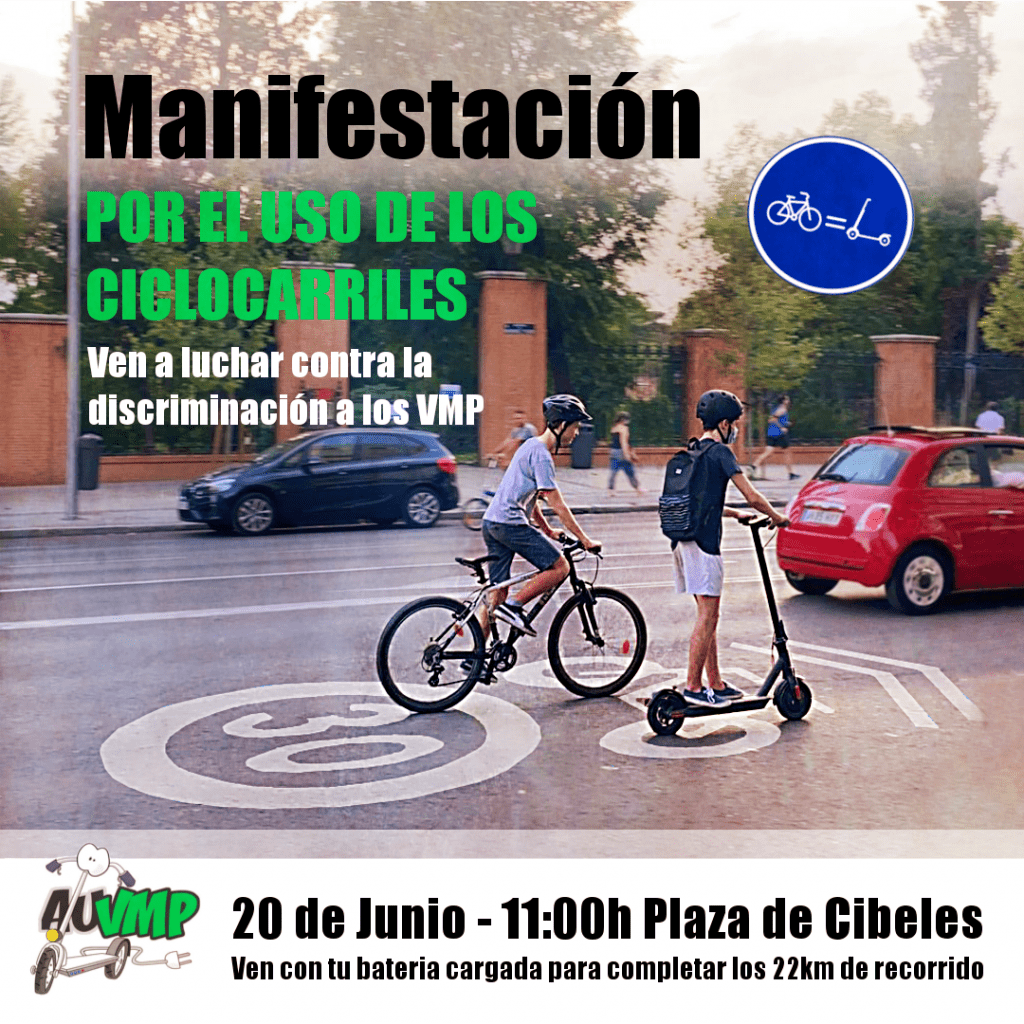 Manifestación
POR EL USO DE LOS
CICLOCARRILES
Ven a luchar contra la
discriminación a los VMP
30
AUVMP
20 de Junio - 11:00h Plaza de Cibeles
Ven con tu bateria cargada para completar los 22km de recorrido